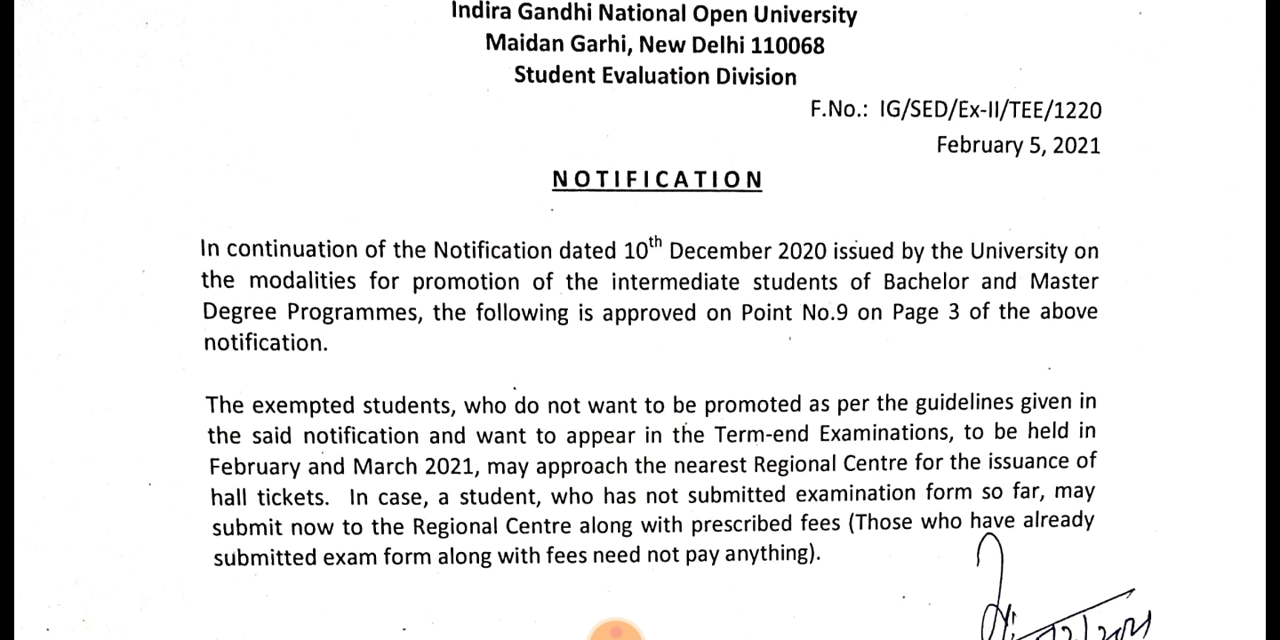 Indira Gandhi National Open University
Maidan Garhi, New Delhi 110068
Student Evaluation Division
F.No.: IG/SED/Ex-II/TEE/1220
February 5, 2021
NOTIFICATION
In continuation of the Notification dated 10th December 2020 issued by the University on
the modalities for promotion of the intermediate students of Bachelor and Master
Degree Programmes, the following is approved on Point No.9 on Page 3 of the above
notification.
The exempted students, who do not want to be promoted as per the guidelines given in
the said notification and want to appear in the Term-end Examinations, to be held in
February and March 2021, may approach the nearest Regional Centre for the issuance of
hall tickets. In case, a student, who has not submitted examination form so far, may
submit now to the Regional Centre along with prescribed fees (Those who have already
submitted exam form along with fees need not pay anything).